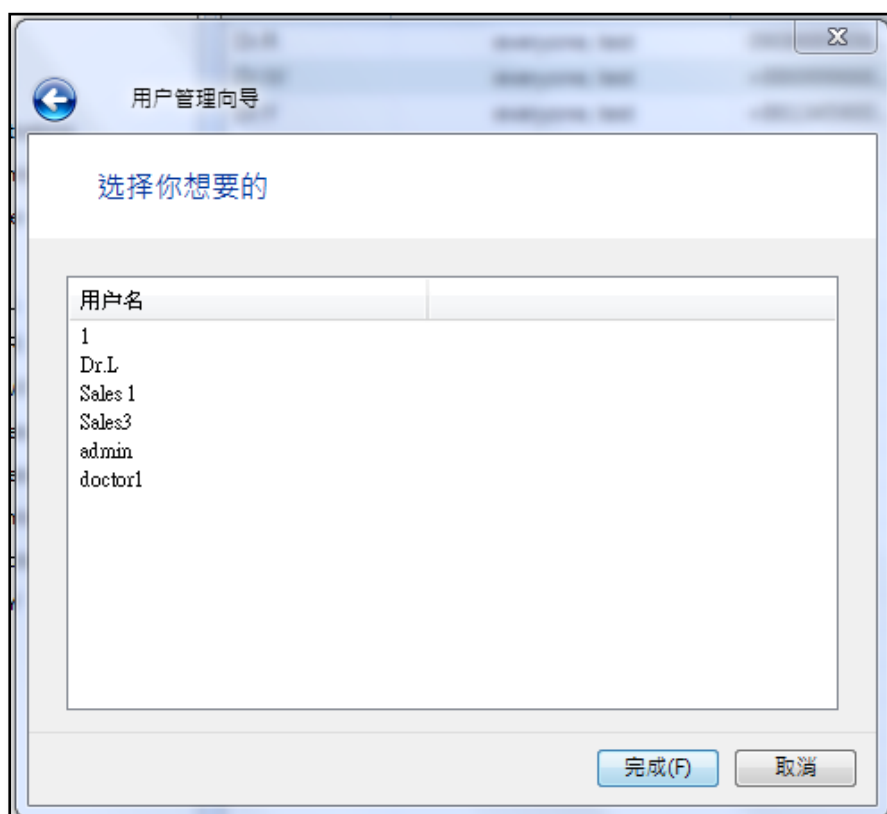 用户管理向导
选择你想要的
用户名
1
Dr.L
Sales 1
Sales3
admin
doctor1
完成(F)
取消